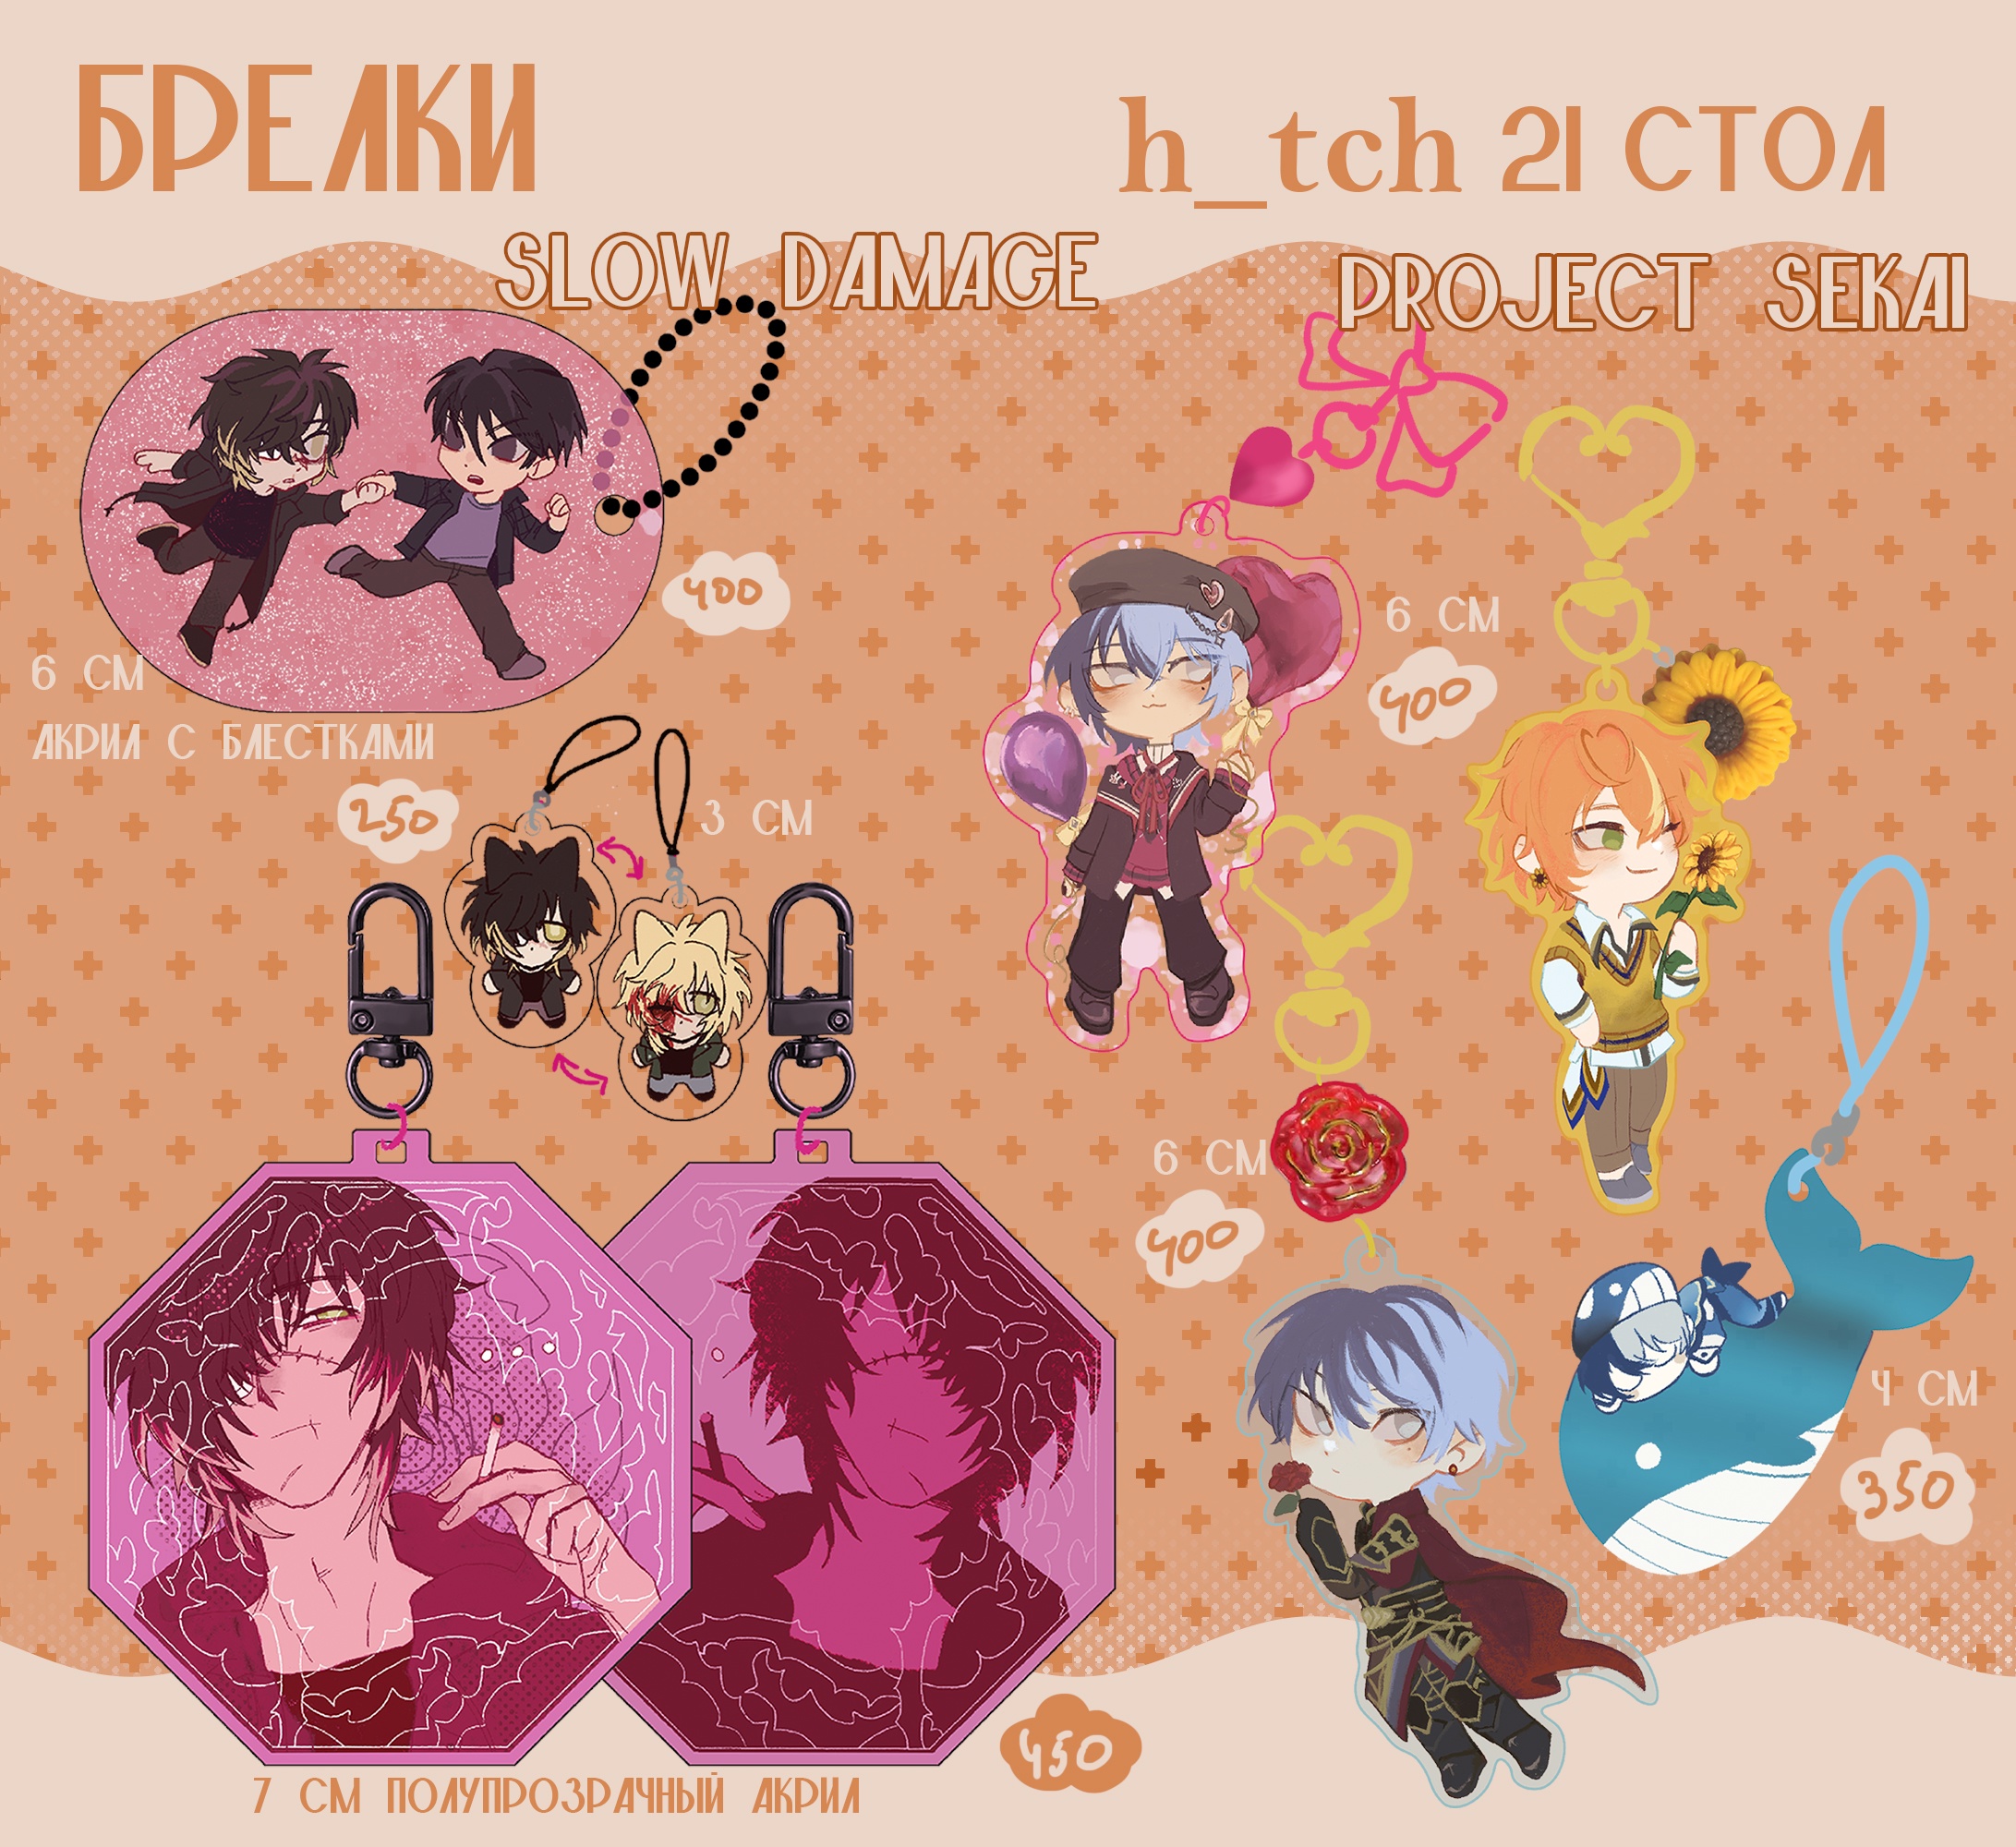 БРЕЛКИ
h_tch 21 СТОЛ
SLOW DAMAGE
PROJECT SEKAI
400
6 СМ
АКРИЛ С БЛЕСТКАМИ
250
3 СМ
6 СМ
400
6 СМ
400
4 СМ
350
450
7 СМ ПОЛУПРОЗРАЧНЫЙ АКРИЛ